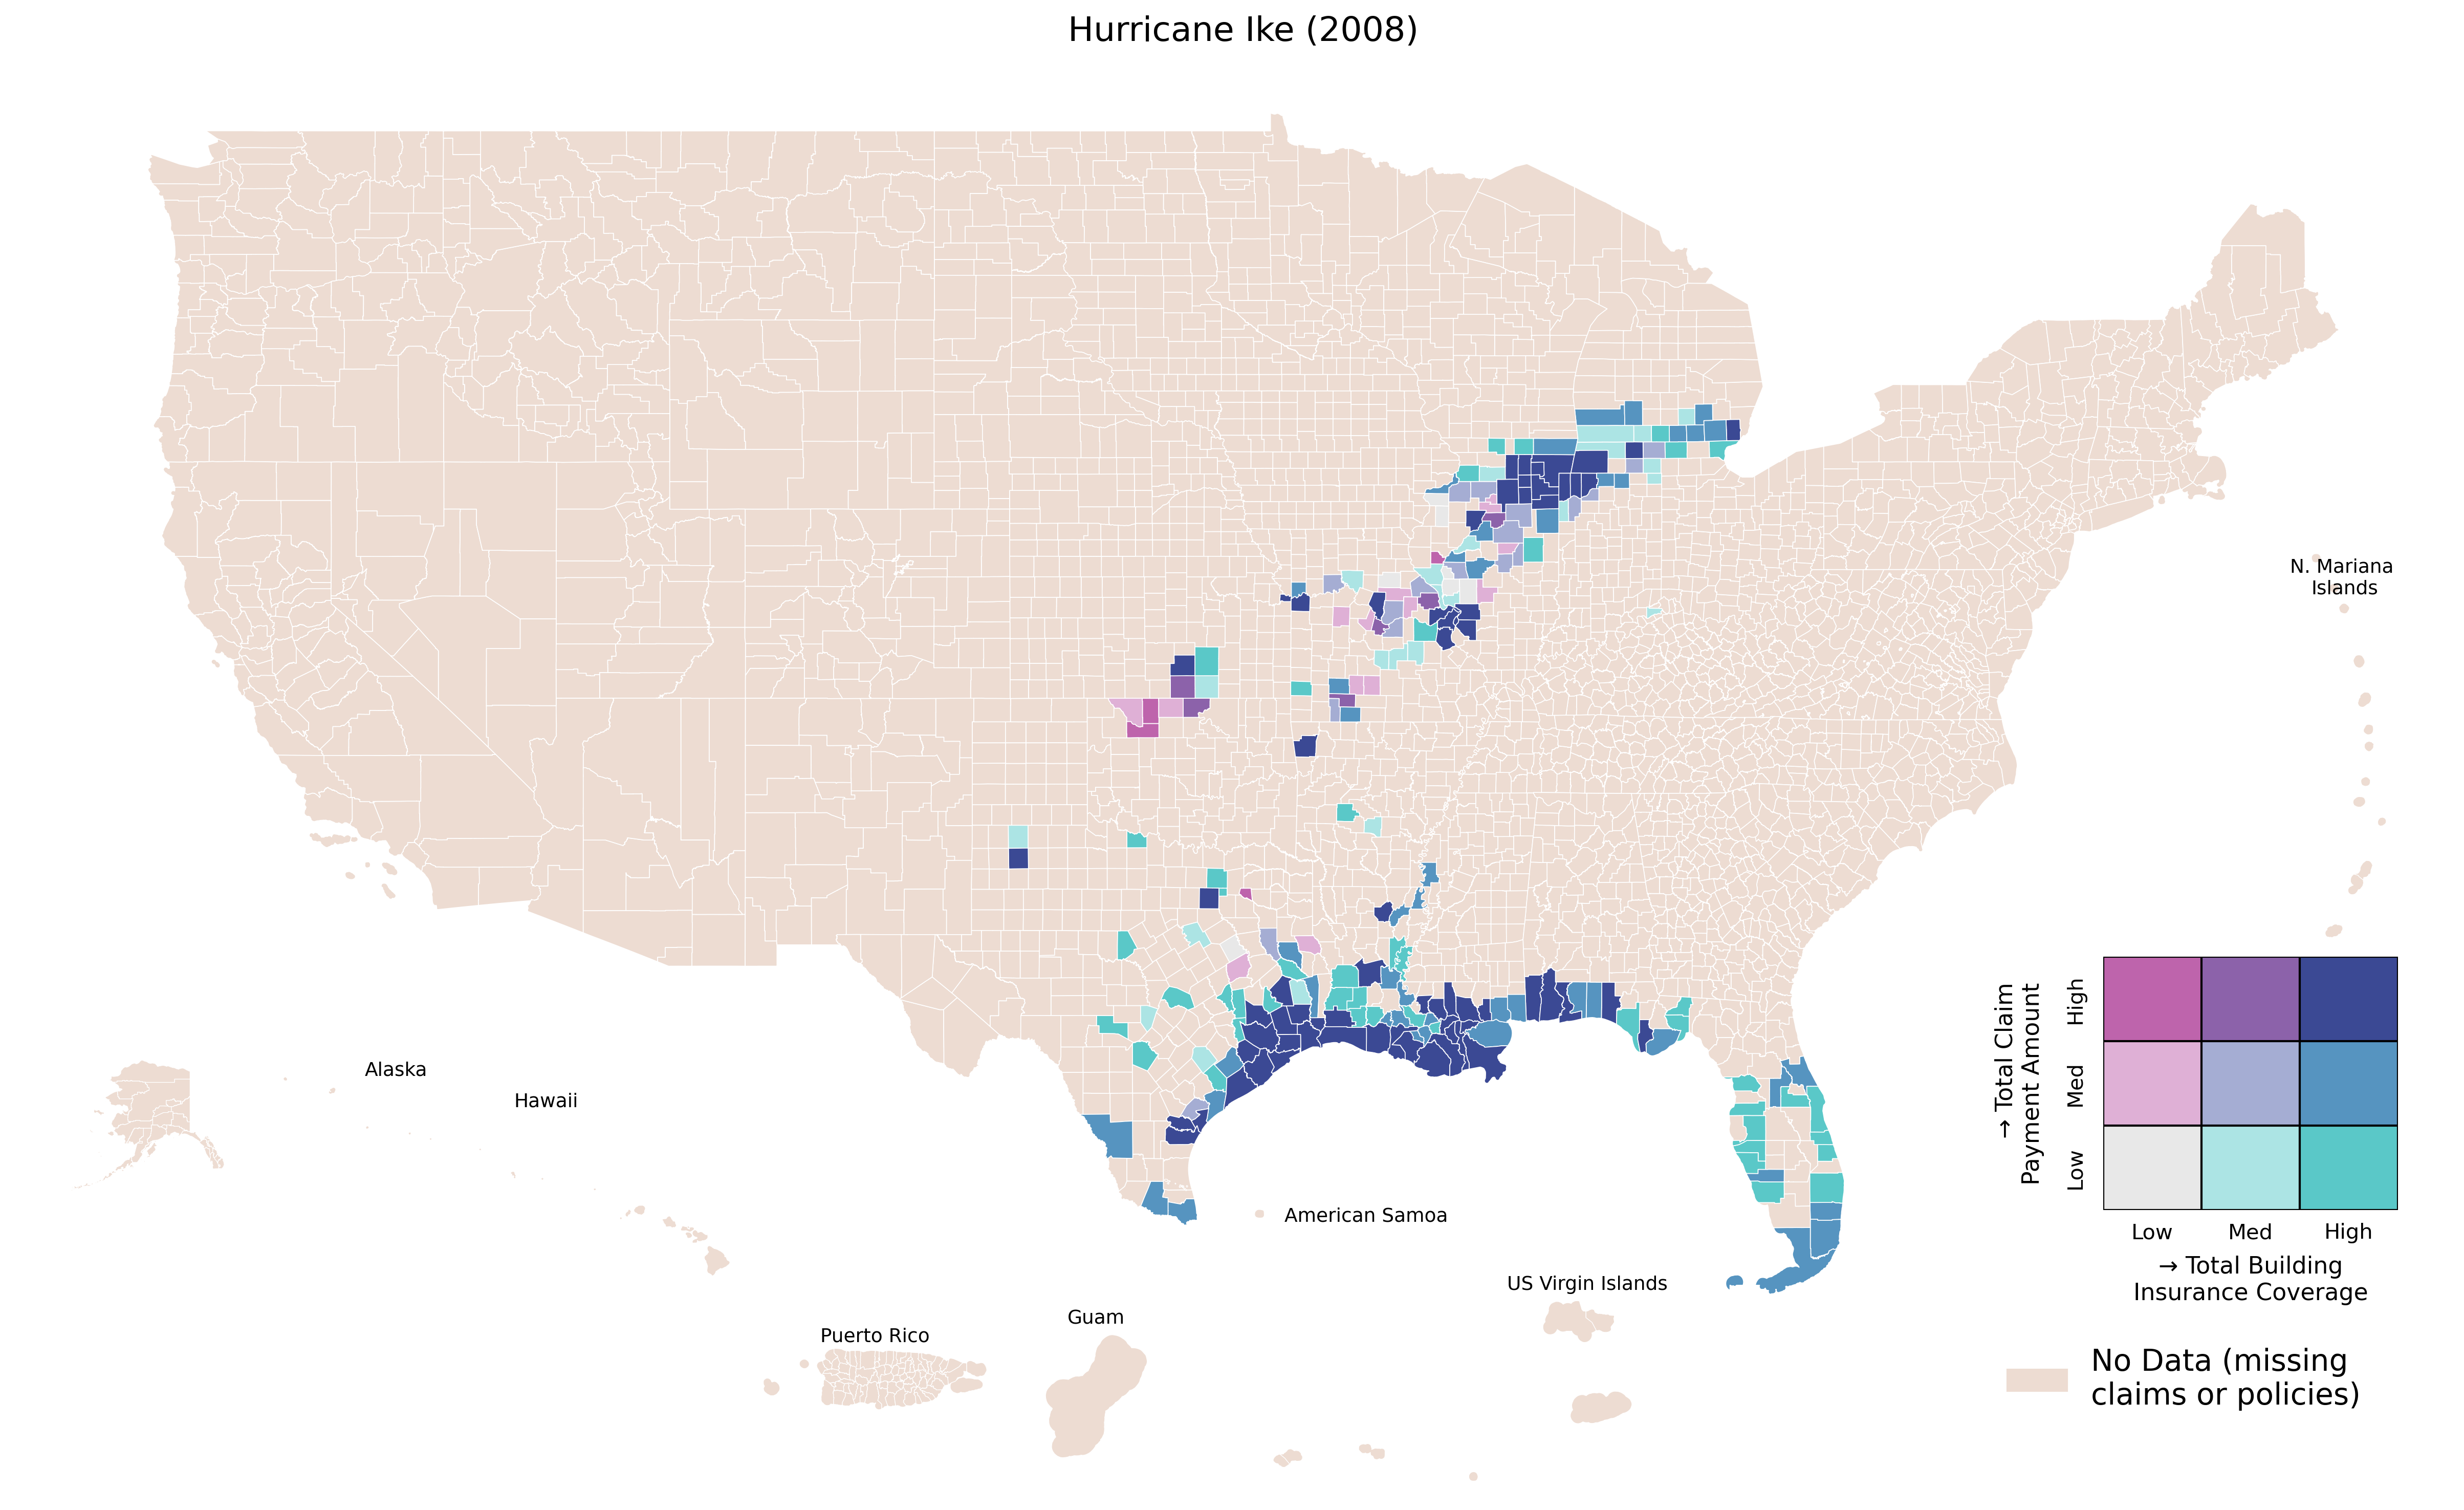 Hurricane Ike (2008)
N. Mariana
Islands
Alaska
Hawaii
American Samoa
US Virgin Islands
Guam
Puerto Rico
→ Total Claim
Payment Amount
High
Med
Low
Low Med High
→ Total Building
Insurance Coverage
No Data (missing
claims or policies)